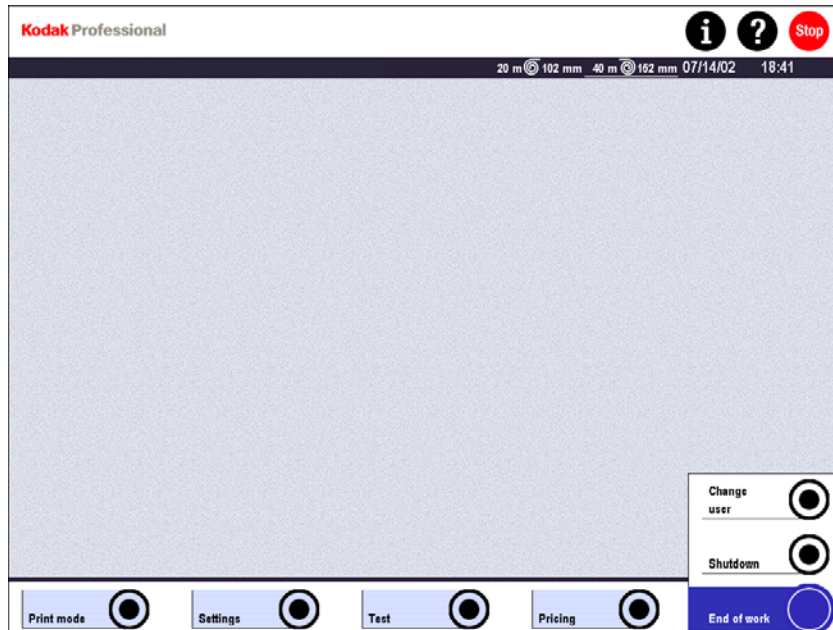 Kodak Professional
i ? Stop
20 m 102 mm 40 m 152 mm 07/14/02 18:41
Change
user
Shutdown
Print mode Settings Test Pricing End of work